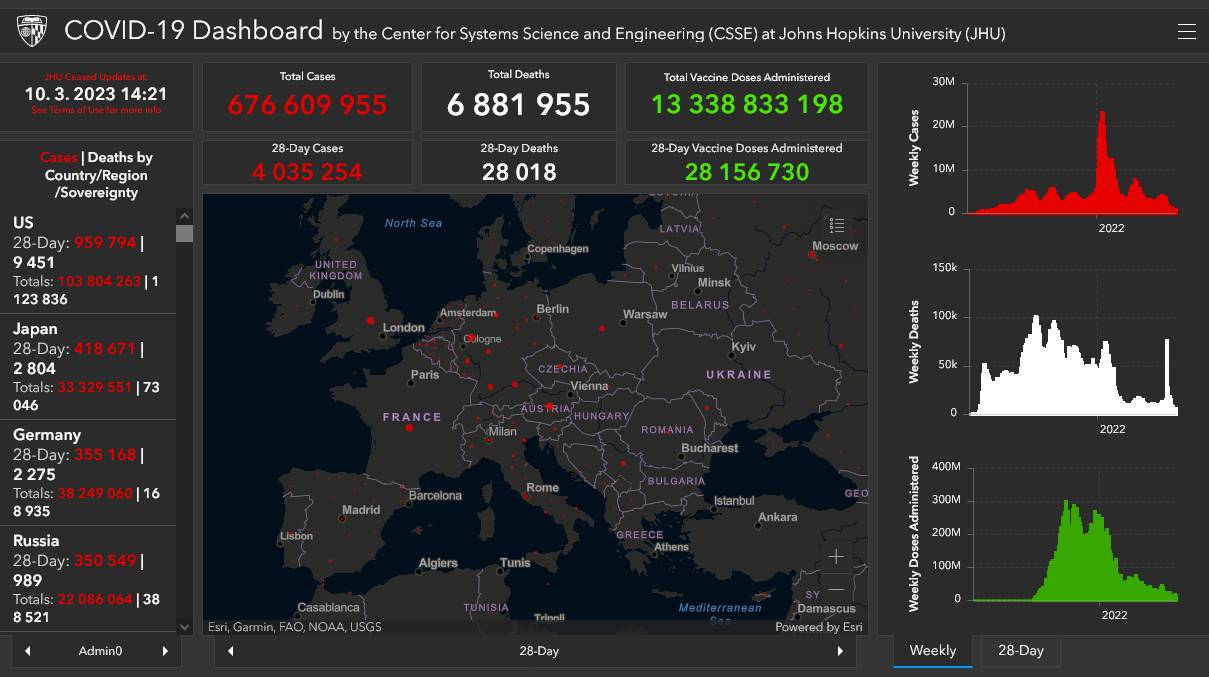 COVID-19 Dashboard by the Center for Systems Science and Engineering (CSSE) at Johns Hopkins University (JHU)
JHU Ceased Updates at:
10. 3. 2023 14:21
See Terms of Use for more info
Cases | Deaths by
Country/Region
/Sovereignty
US
28-Day: 959 794 |
9 451
Totals: 103 804 263 | 1
123 836
Japan
28-Day: 418 671 |
2 804
Totals: 33 329 551 | 73
046
Germany
28-Day: 355 168 |
2 275
Totals: 38 249 060 | 16
8 935
Russia
28-Day: 350 549 |
989
Totals: 22 086 064 | 38
8 521
Admin0
Total Cases
676 609 955
Total Deaths
6 881 955
Total Vaccine Doses Administered
13 338 833 198
28-Day Cases
4 035 254
28-Day Deaths
28 018
28-Day Vaccine Doses Administered
28 156 730
North Sea
LATVIA
Copenhagen
Moscow
UNITED
KINGDOM
Vilnius
Minsk
Dublin
BELARUS
Amsterdam
Berlin
Warsaw
London
Cologne
Kyiv
Paris
CZECHIA
UKRAINE
Vienna
FRANCE
AUSTRIA
HUNGARY
Milan
ROMANIA
Bucharest
BULGARIA
Barcelona
Rome
Istanbul
GEO
Madrid
Ankara
Lisbon
GREECE
Athens
Algiers
Tunis
SY
Casablanca
TUNISIA
Mediterranean
Sea
Damascus
Tripoli
Esri, Garmin, FAO, NOAA, USGS
Powered by Esri
28-Day
Weekly Cases
30M
20M
10M
0
2022
Weekly Deaths
150k
100k
50k
0
2022
Weekly Doses Administered
400M
300M
200M
100M
0
2022
Weekly
28-Day